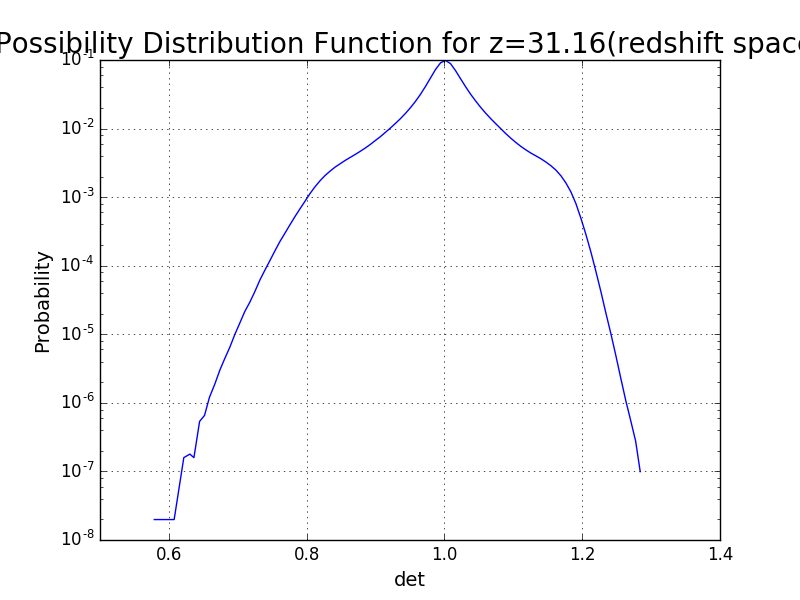 Possibility Distribution Function for z=31.16(redshift space
10^-1
10^-2
10^-3
10^-4
10^-5
10^-6
10^-7
10^-8
Probability
0.6 0.8 1.0 1.2 1.4
det